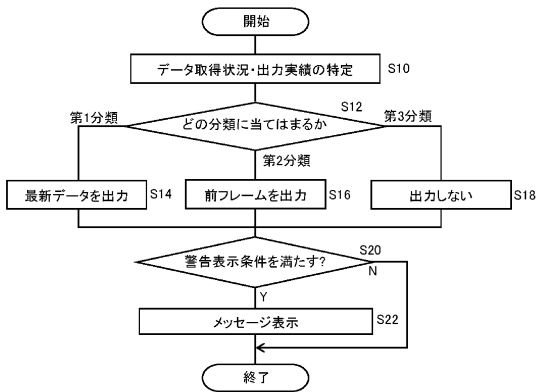 開始
データ取得状況・出力実績の特定 S10
S12
どの分類に当てはまるか
第1分類
第3分類
第2分類
最新データを出力 S14
前フレームを出力 S16
出力しない S18
S20
警告表示条件を満たす?
N
Y
メッセージ表示 S22
終了